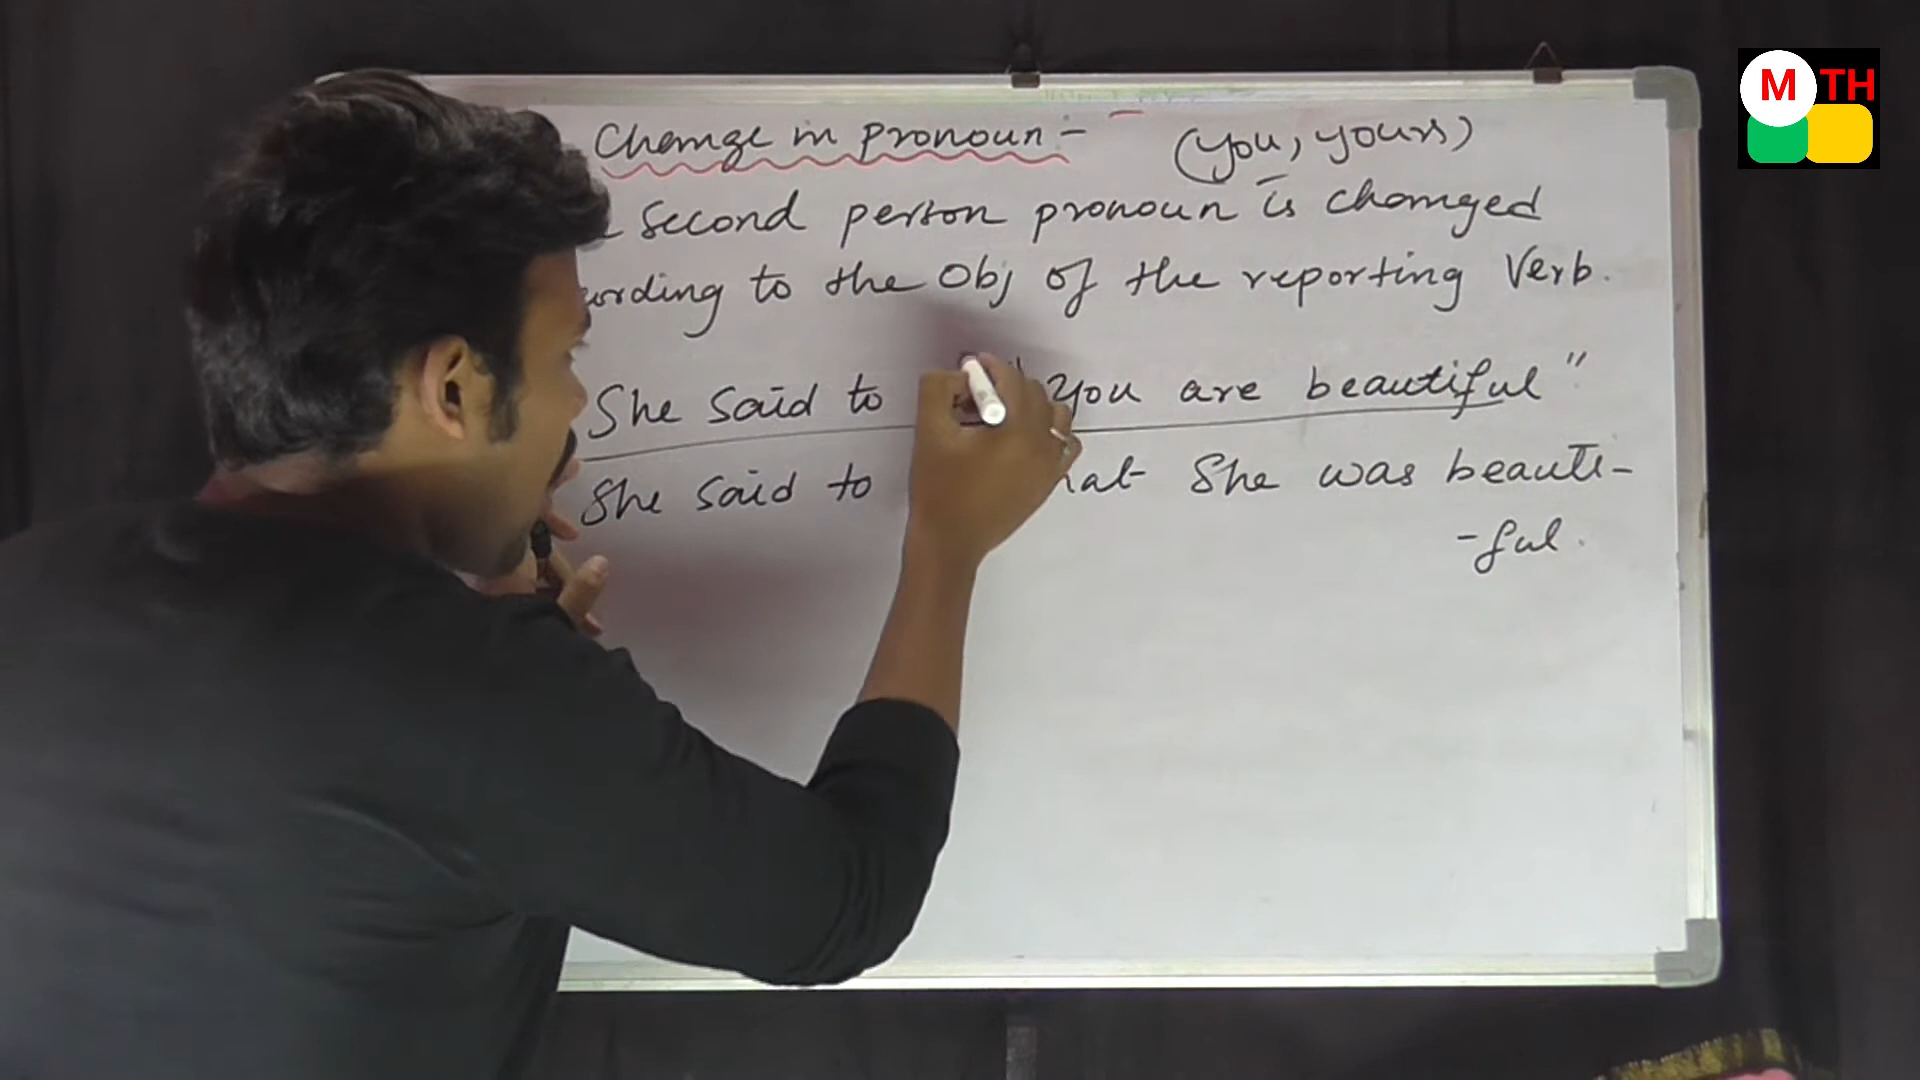 M TH
Change in pronoun :- (you, yours)
second person pronoun is changed
to the Obj of the reporting Verb.
She said to You are beautiful"
She said to She was beauti-
-ful.